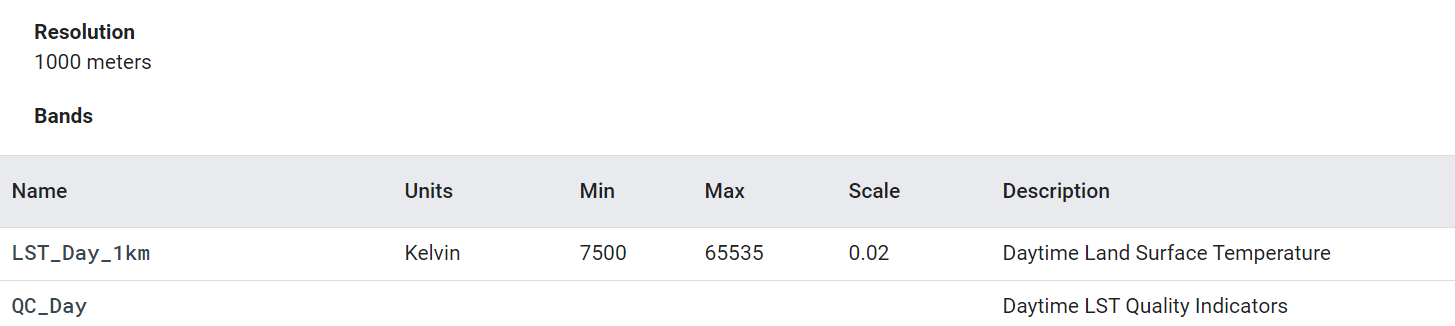 Resolution
1000 meters
Bands
Name Units Min Max Scale Description
LST_Day_1km Kelvin 7500 65535 0.02 Daytime Land Surface Temperature
QC_Day Daytime LST Quality Indicators